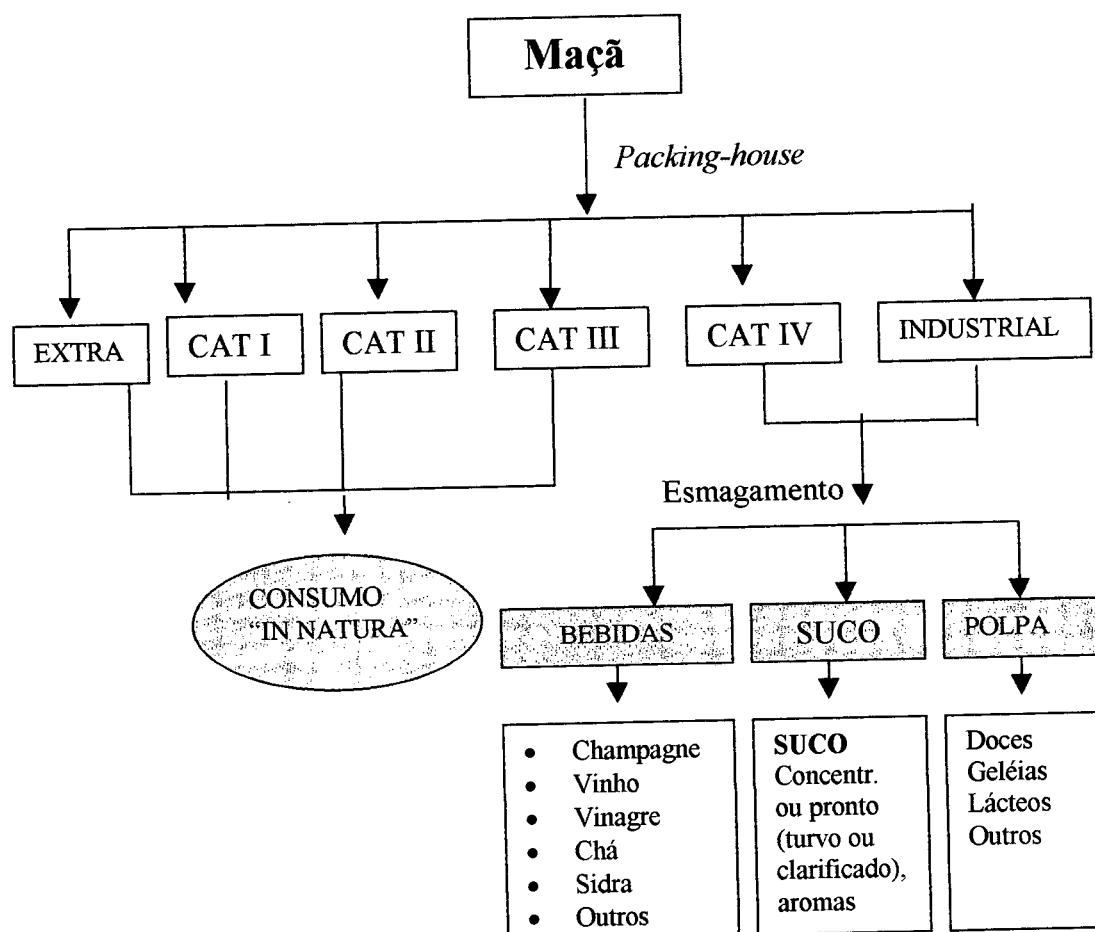 Maçã
Packing-house
EXTRA
CAT I
CAT II
CAT III
CAT IV
INDUSTRIAL
Esmagamento
CONSUMO
“IN NATURA”
BEBIDAS
SUCO
POLPA
• Champagne
• Vinho
• Vinagre
• Chá
• Sidra
• Outros
SUCO
Concentr.
ou pronto
(turvo ou
clarificado),
aromas
Doces
Geléias
Lácteos
Outros